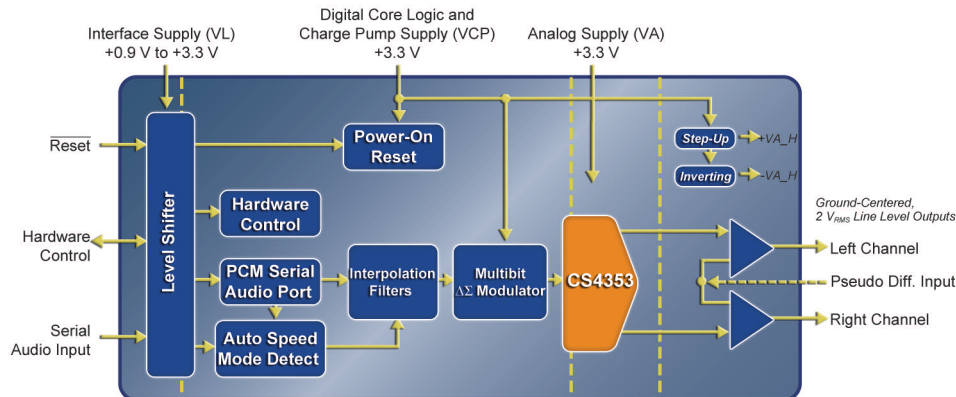 Digital Core Logic and
Interface Supply (VL)
Charge Pump Supply (VCP)
Analog Supply (VA)
+0.9 V to +3.3 V
+3.3 V
+3.3 V
Reset
Level Shifter
Power-On
Reset
Step-Up
+VA_H
Inverting
-VA_H
Hardware
Control
Hardware
Control
Ground-Centered,
2 VRMS Line Level Outputs
Left Channel
PCM Serial
Audio Port
Interpolation
Filters
Multibit
ΔΣ Modulator
CS4353
Pseudo Diff. Input
Serial
Audio Input
Auto Speed
Mode Detect
Right Channel